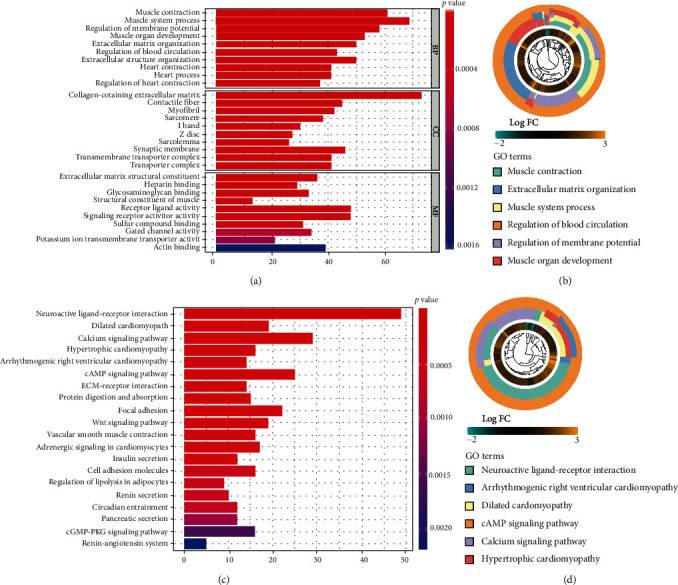 p value
Muscle contraction
Muscle system process
Regulation of membrane potential
Muscle organ development
Extacellular matrix organization
Regulation of blood circulation
Extracellular structure organization
Heart contraction
Heart process
Regulation of heart contraction
BP
Collagen-cotaining extracellular matrix
Contactile fiber
Myofibril
Sarcomere
I band
Z disc
Sarcolemma
Synaptic membrane
Transmembrane transporter complex
Transporter complex
CC
Extracellular matrix structural constituent
Heparin binding
Glycosaminoglycan binding
Structural constituent of muscle
Receptor ligand activity
Signaling receptor activitor activity
Sulfur compound binding
Gated channel activity
Potasium ion transmembrane transporter activit
Actin binding
MF
0 20 40 60
0.0004
0.0008
0.0012
0.0016
(a)
Log FC
−2 3
GO terms
Muscle contraction
Extracellular matrix organization
Muscle system process
Regulation of blood circulation
Regulation of membrane potential
Muscle organ development
(b)
p value
Neuroactive ligand-receptor interaction
Dilated cardiomyopath
Calcium signaling pathway
Hypertrophic cardiomyopathy
Arrhythmogenic right ventricular cardiomyopathy
cAMP signaling pathway
ECM-receptor interaction
Protein digestion and absorption
Focal adhesion
Wnt signaling pathway
Vascular smooth muscle contraction
Adrenergic signaling in cardiomyocytes
Insulin secretion
Cell adhesion molecules
Regulation of lipolysis in adipocytes
Renin secretion
Circadian entrainment
Pancreatic secretion
cGMP-PKG signaling pathway
Renin-angiotensin system
0 10 20 30 40 50
0.0005
0.0010
0.0015
0.0020
(c)
Log FC
−2 3
GO terms
Neuroactive ligand-receptor interaction
Arrhythmogenic right ventricular cardiomyopathy
Dilated cardomyopathy
cAMP signaling pathway
Calcium signaling pathway
Hypertrophic cardiomyopathy
(d)